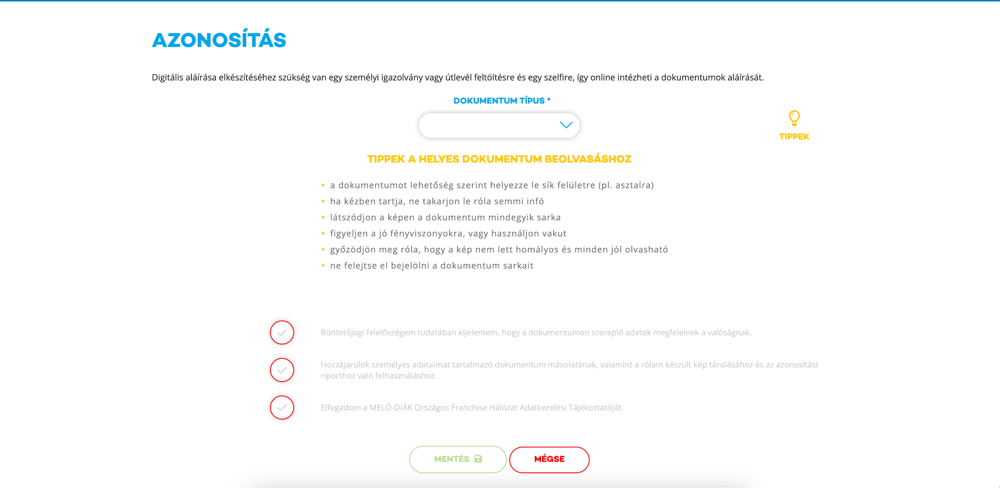 AZONOSÍTÁS
Digitális aláírása elkészítéséhez szükség van egy személyi igazolvány vagy útlevél feltöltésre és egy szelfire, így online intézheti a dokumentumok aláírását.
DOKUMENTUM TÍPUS *
TIPPEK
TIPPEK A HELYES DOKUMENTUM BEOLVASÁSHOZ
• a dokumentumot lehetőség szerint helyezze le sík felületre (pl. asztalra)
• ha kézben tartja, ne takarjon le róla semmi infó
• látszódjon a képen a dokumentum mindegyik sarka
• figyeljen a jó fényviszonyokra, vagy használjon vakut
• győzödjön meg róla, hogy a kép nem lett homályos és minden jól olvasható
• ne felejtse el bejelölni a dokumentum sarkait
Büntetőjogi felelősségem tudatában kijelentem, hogy a dokumentumon szereplő adatok megfelelnek a valóságnak.
Hozzájárulok személyes adataimat tartalmazó dokumentum másolatának, valamint a rólam készült kép tárolásához és az azonosítási
riporthoz való felhasználáshoz.
Elfogadom a MELÓ-DIÁK Országos Franchise Hálózat Adatkezelési Tájékoztatóját.
MENTÉS
MÉGSE